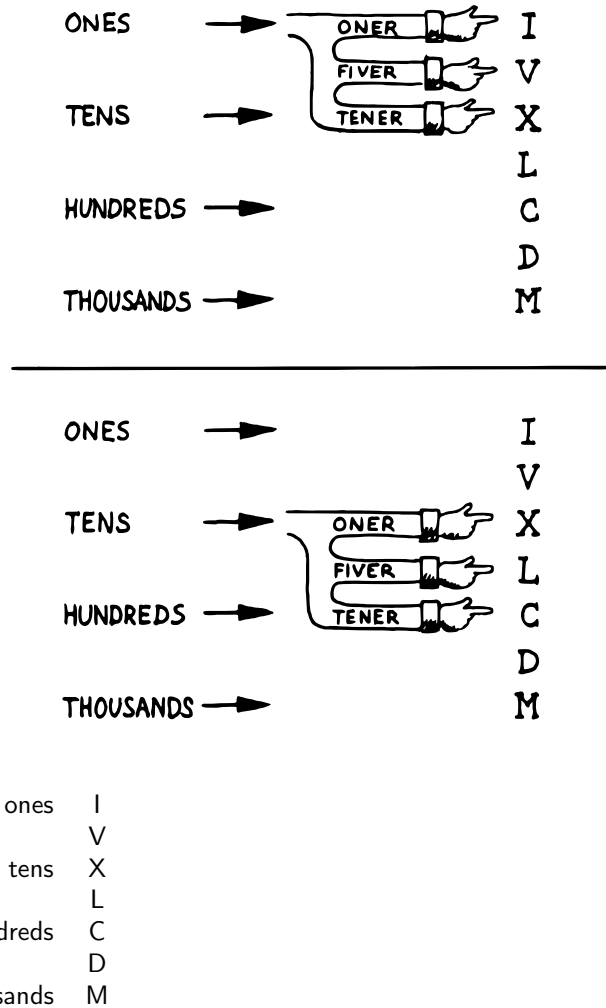 ONES ONER I
FIVER V
TENS TENER X
L
HUNDREDS C
D
THOUSANDS M
ONES I
V
TENS ONER X
FIVER L
HUNDREDS TENER C
D
THOUSANDS M
ones I
V
tens X
L
dreds C
D
sands M